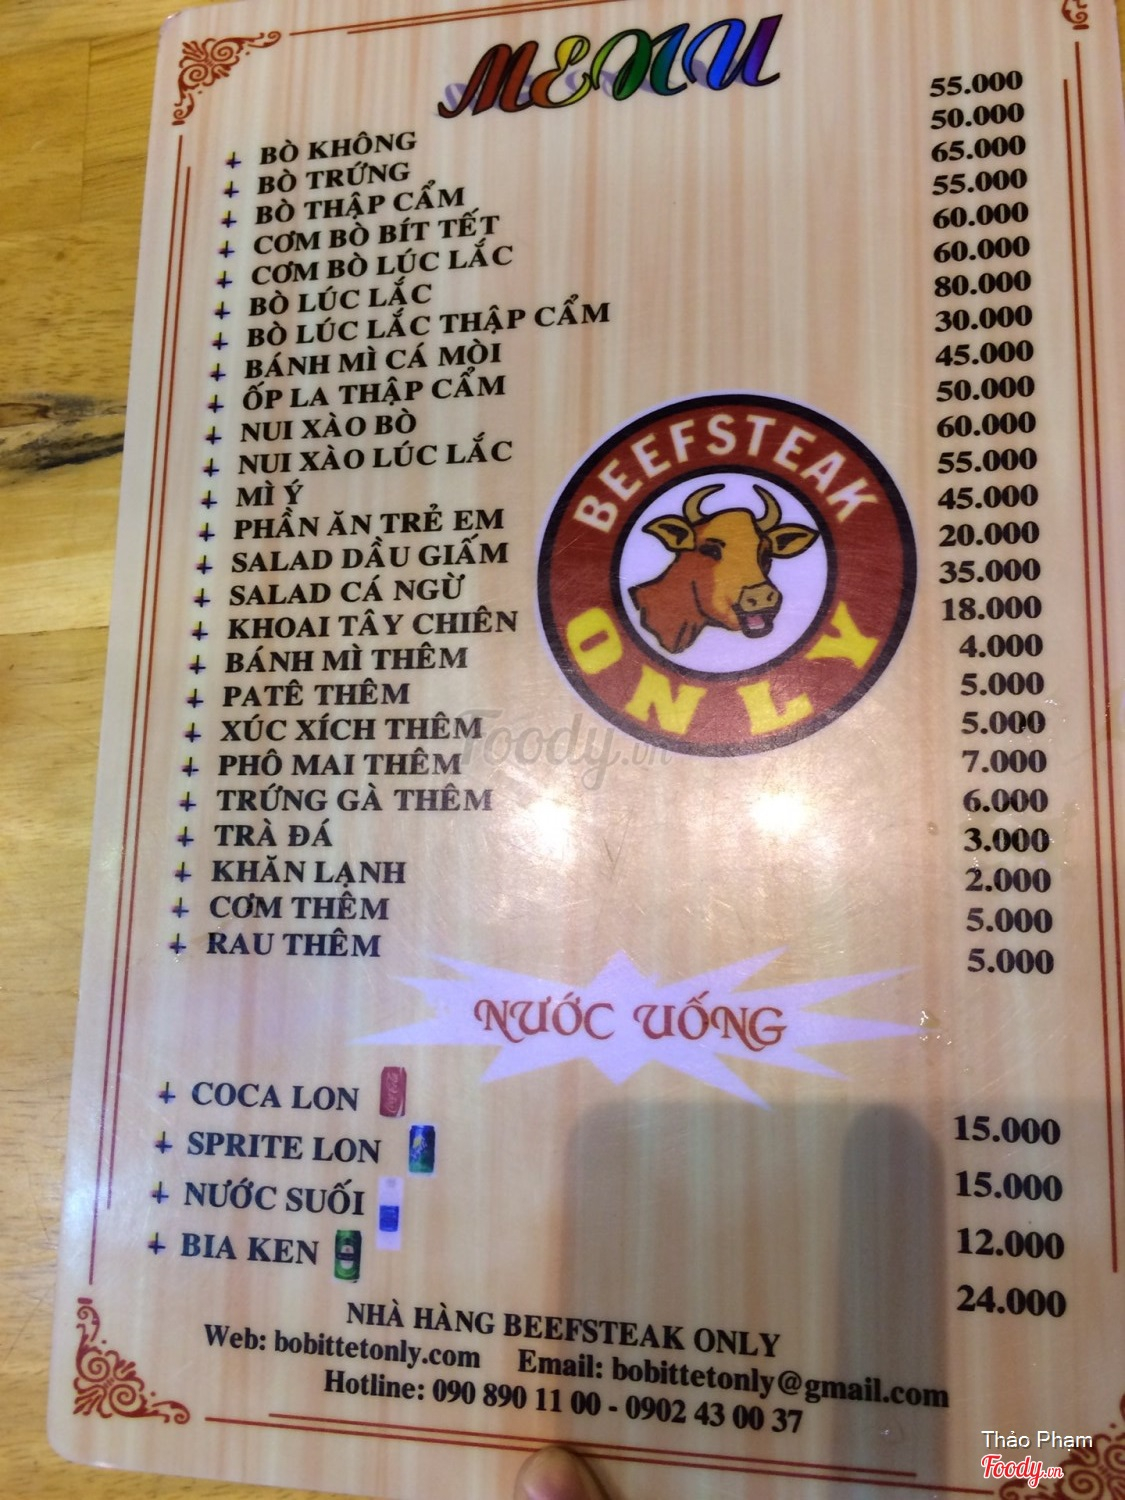 MENU
BÒ KHÔNG 55.000
BÒ TRỨNG 50.000
BÒ THẬP CẨM 65.000
CƠM BÒ BÍT TẾT 55.000
CƠM BÒ LÚC LẮC 60.000
BÒ LÚC LẮC 60.000
BÒ LÚC LẮC THẬP CẨM 80.000
BÁNH MÌ CÁ MÒI 30.000
ỐP LA THẬP CẨM 45.000
NUI XÀO BÒ 50.000
NUI XÀO LÚC LẮC 60.000
MÌ Ý 55.000
PHẦN ĂN TRẺ EM 45.000
SALAD DẦU GIẤM 20.000
SALAD CÁ NGỪ 35.000
KHOAI TÂY CHIÊN 18.000
BÁNH MÌ THÊM 4.000
PATÊ THÊM 5.000
XÚC XÍCH THÊM 5.000
PHÔ MAI THÊM 7.000
TRỨNG GÀ THÊM 6.000
TRÀ ĐÁ 3.000
KHĂN LẠNH 2.000
CƠM THÊM 5.000
RAU THÊM 5.000
BEEFSTEAK
ONLY
Foody.vn
NƯỚC UỐNG
COCA LON 15.000
SPRITE LON 15.000
NƯỚC SUỐI 12.000
BIA KEN 24.000
NHÀ HÀNG BEEFSTEAK ONLY
Web: bobittetonly.com Email: bobittetonly@gmail.com
Hotline: 090 890 11 00 - 0902 43 00 37
Thảo Phạm
Foody.vn